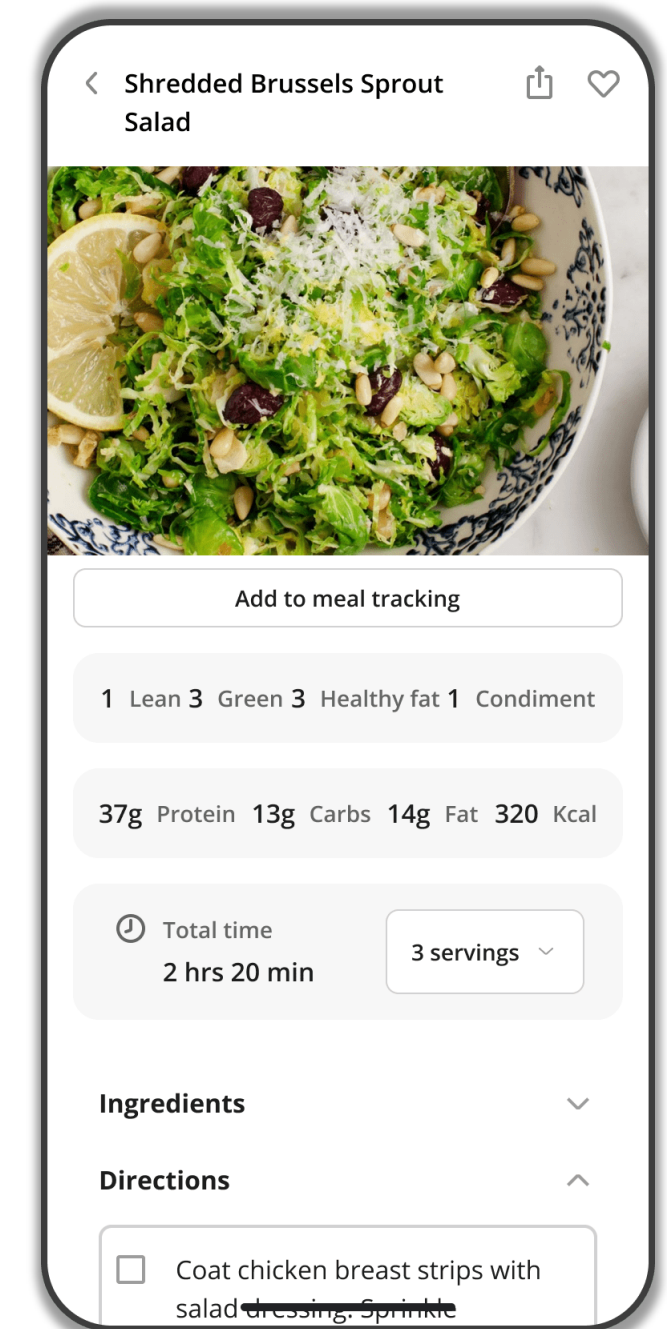 Shredded Brussels Sprout
Salad
Add to meal tracking
1 Lean 3 Green 3 Healthy fat 1 Condiment
37g Protein 13g Carbs 14g Fat 320 Kcal
Total time
2 hrs 20 min
3 servings
Ingredients
Directions
Coat chicken breast strips with
salad dressing. Sprinkle